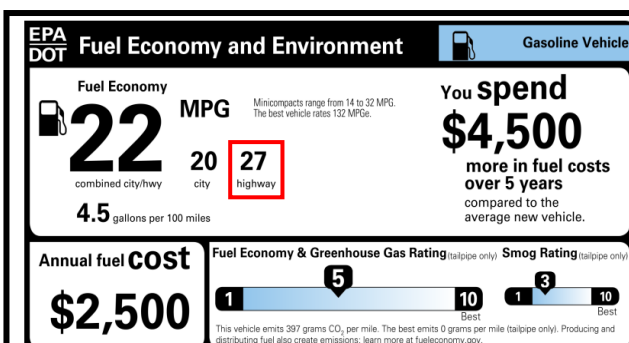 EPA
DOT
Fuel Economy and Environment
Gasoline Vehicle
Fuel Economy
22
combined city/hwy
MPG
20
city
27
highway
4.5 gallons per 100 miles
Minicompacts range from 14 to 32 MPG.
The best vehicle rates 132 MPGe.
You spend
$4,500
more in fuel costs
over 5 years
compared to the
average new vehicle.
Annual fuel cost
$2,500
Fuel Economy & Greenhouse Gas Rating (tailpipe only)
5
1
10
Best
Smog Rating (tailpipe only)
3
1
10
Best
This vehicle emits 397 grams CO₂ per mile. The best emits 0 grams per mile (tailpipe only). Producing and
distributing fuel also create emissions; learn more at fueleconomy.gov.